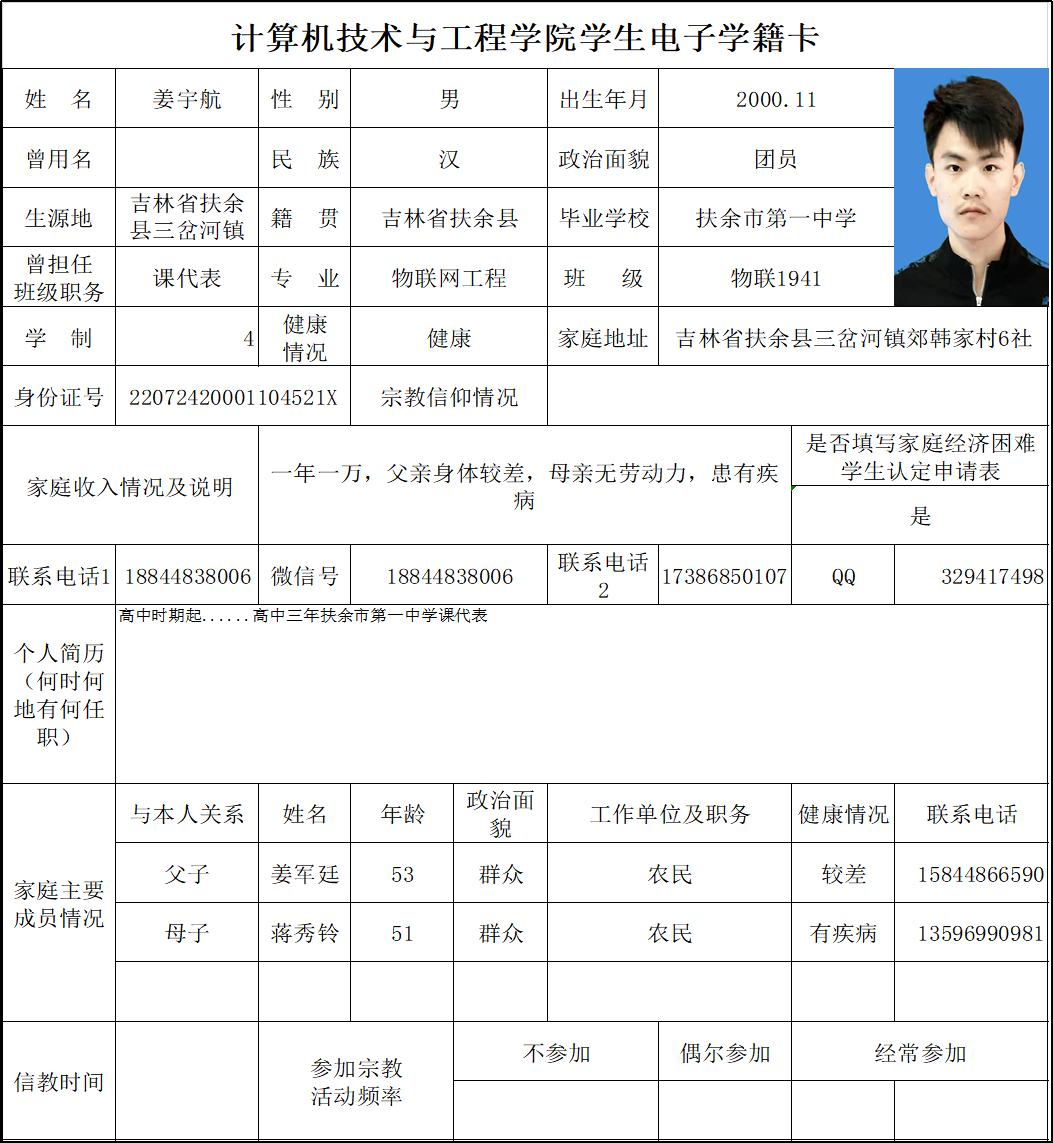 计算机技术与工程学院学生电子学籍卡
姓 名 姜宇航 性 别 男 出生年月 2000.11
曾用名 民 族 汉 政治面貌 团员
生源地 吉林省扶余县三岔河镇 籍 贯 吉林省扶余县 毕业学校 扶余市第一中学
曾担任班级职务 课代表 专 业 物联网工程 班 级 物联1941
学 制 4 健康情况 健康 家庭地址 吉林省扶余县三岔河镇郊韩家村6社
身份证号 22072420001104521X 宗教信仰情况
家庭收入情况及说明 一年一万，父亲身体较差，母亲无劳动力，患有疾病 是否填写家庭经济困难学生认定申请表
是
联系电话1 18844838006 微信号 18844838006 联系电话2 17386850107 QQ 329417498
个人简历（何时何地有何任职） 高中时期起......高中三年扶余市第一中学课代表
家庭主要成员情况 与本人关系 姓名 年龄 政治面貌 工作单位及职务 健康情况 联系电话
父子 姜军廷 53 群众 农民 较差 15844866590
母子 蒋秀铃 51 群众 农民 有疾病 13596990981
信教时间 参加宗教活动频率 不参加 偶尔参加 经常参加